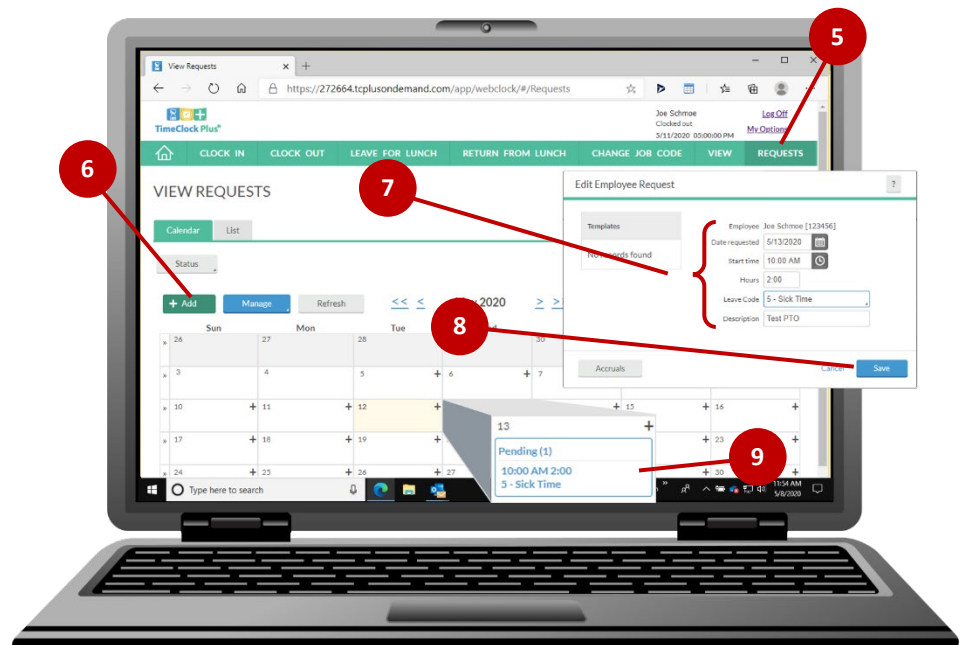 5
View Requests
https://272664.tcplusondemand.com/app/webclock/#/Requests
TimeClock Plus
Joe Schmoe
Clocked out
5/11/2020 05:00:00 PM
Log Off
My Options
CLOCK IN CLOCK OUT LEAVE FOR LUNCH RETURN FROM LUNCH CHANGE JOB CODE VIEW REQUESTS
6
7
VIEW REQUESTS
Calendar List
Status
+ Add Manage Refresh << < 2020 >
Sun Mon Tue
26 27 28 30
3 4 5 + 6 + 7
10 + 11 + 12 + + 15 + 16 +
17 + 18 + 19 + + 23 +
24 + 25 + 26 + 27 + 30 +
Edit Employee Request ?
Templates
No records found
Employee Joe Schmoe [123456]
Date requested 5/13/2020
Start time 10:00 AM
Hours 2:00
Leave Code 5 - Sick Time
Description Test PTO
Accruals Cancel Save
8
13 +
Pending (1)
10:00 AM 2:00
5 - Sick Time
9
Type here to search
11:54 AM
5/8/2020